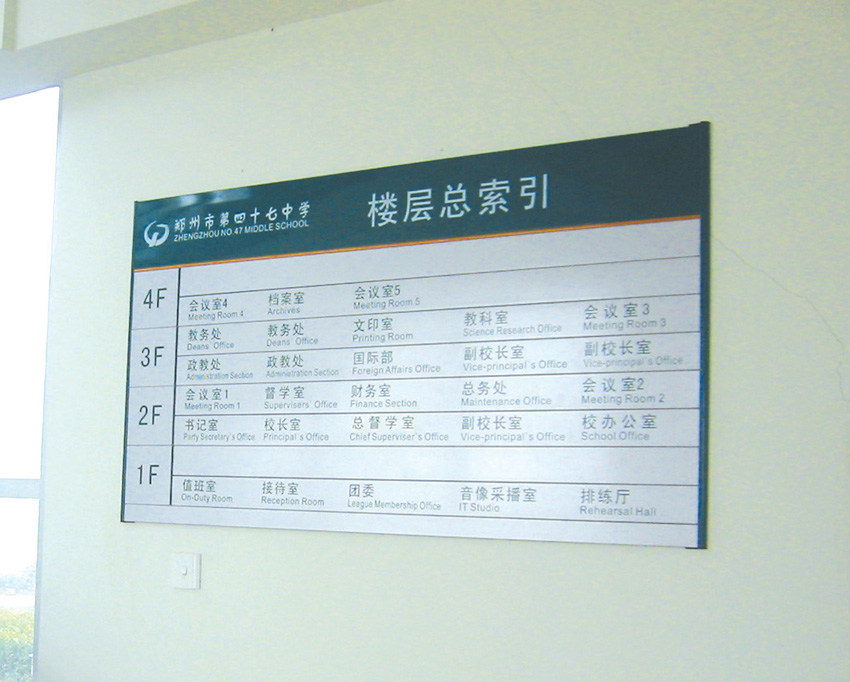 郑州市第四十七中学
ZHENGZHOU NO.47 MIDDLE SCHOOL
楼层总索引
4F
会议室4 档案室 会议室5
Meeting Room 4 Archives Meeting Room 5
3F
教务处 教务处 文印室 教科室 会议室3
Deans' Office Deans' Office Printing Room Science Research Office Meeting Room 3
政教处 政教处 国际部 副校长室 副校长室
Administration Section Administration Section Foreign Affairs Office Vice-principal's Office Vice-principal's Office
2F
会议室1 督学室 财务室 总务处 会议室2
Meeting Room 1 Supervisers' Office Finance Section Maintenance Office Meeting Room 2
书记室 校长室 总督学室 副校长室 校办公室
Party Secretary's Office Principal's Office Chief Superviser's Office Vice-principal's Office School Office
1F
值班室 接待室 团委 音像采播室 排练厅
On-Duty Room Reception Room League Membership Office IT Studio Rehearsal Hall